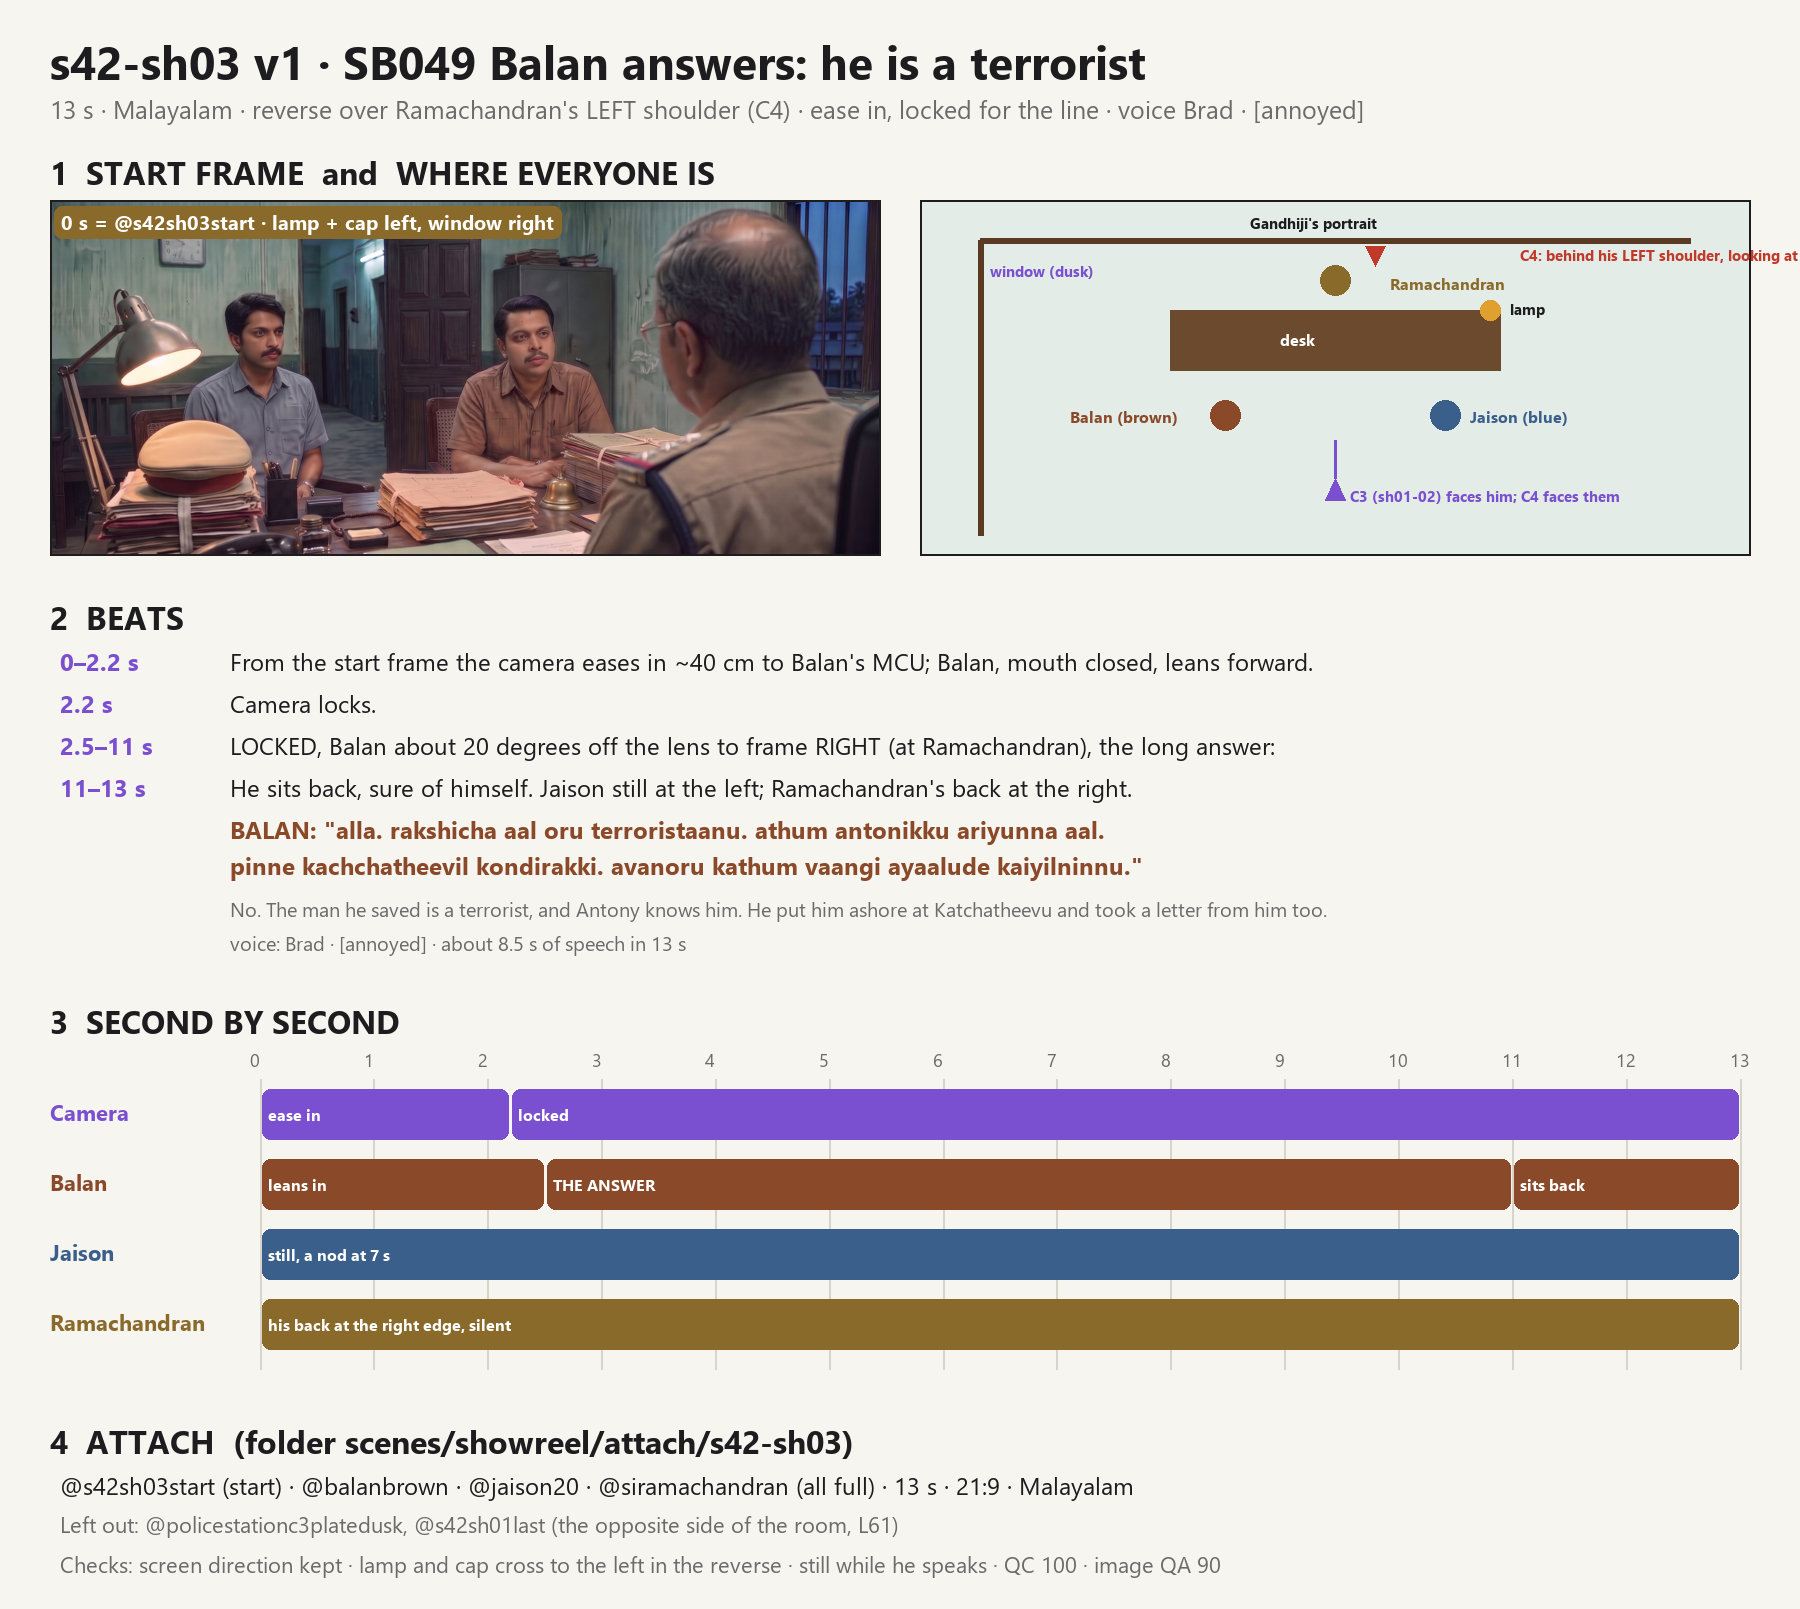 s42-sh03 v1 · SB049 Balan answers: he is a terrorist
13 s · Malayalam · reverse over Ramachandran's LEFT shoulder (C4) · ease in, locked for the line · voice Brad · [annoyed]
1 START FRAME and WHERE EVERYONE IS
0 s = @s42sh03start · lamp + cap left, window right
Gandhiji's portrait
C4: behind his LEFT shoulder, looking at
window (dusk)
Ramachandran
lamp
desk
Balan (brown)
Jaison (blue)
C3 (sh01-02) faces him; C4 faces them
2 BEATS
0–2.2 s From the start frame the camera eases in ~40 cm to Balan's MCU; Balan, mouth closed, leans forward.
2.2 s Camera locks.
2.5–11 s LOCKED, Balan about 20 degrees off the lens to frame RIGHT (at Ramachandran), the long answer:
11–13 s He sits back, sure of himself. Jaison still at the left; Ramachandran's back at the right.
BALAN: "alla. rakshicha aal oru terroristaanu. athum antonikku ariyunna aal.
pinne kachchatheevil kondirakki. avanoru kathum vaangi ayaalude kaiyilninnu."
No. The man he saved is a terrorist, and Antony knows him. He put him ashore at Katchatheevu and took a letter from him too.
voice: Brad · [annoyed] · about 8.5 s of speech in 13 s
3 SECOND BY SECOND
0 1 2 3 4 5 6 7 8 9 10 11 12 13
Camera ease in locked
Balan leans in THE ANSWER sits back
Jaison still, a nod at 7 s
Ramachandran his back at the right edge, silent
4 ATTACH (folder scenes/showreel/attach/s42-sh03)
@s42sh03start (start) · @balanbrown · @jaison20 · @siramachandran (all full) · 13 s · 21:9 · Malayalam
Left out: @policestationc3platedusk, @s42sh01last (the opposite side of the room, L61)
Checks: screen direction kept · lamp and cap cross to the left in the reverse · still while he speaks · QC 100 · image QA 90